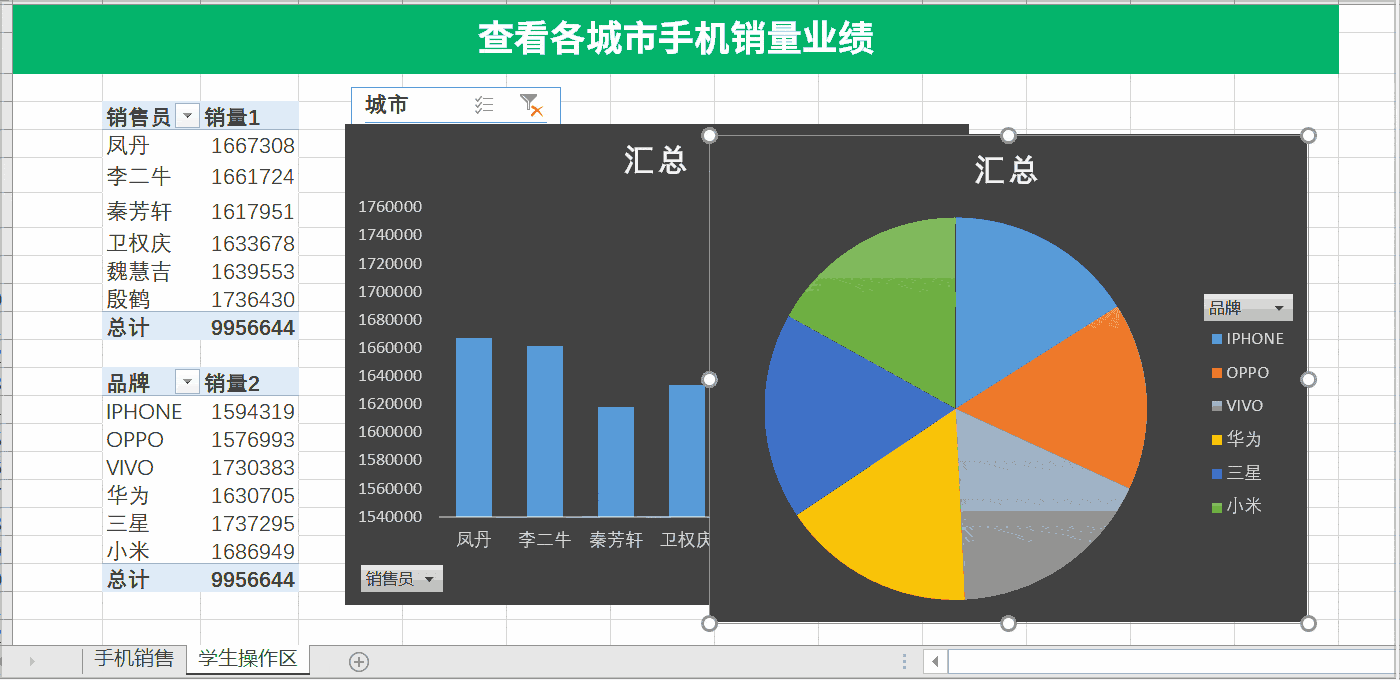 查看各城市手机销量业绩
城市
销售员 销量1
凤丹 1667308
李二牛 1661724
秦芳轩 1617951
卫权庆 1633678
魏慧吉 1639553
殷鹤 1736430
总计 9956644
品牌 销量2
IPHONE 1594319
OPPO 1576993
VIVO 1730383
华为 1630705
三星 1737295
小米 1686949
总计 9956644
汇总
1760000
1740000
1720000
1700000
1680000
1660000
1640000
1620000
1600000
1580000
1560000
1540000
凤丹 李二牛 秦芳轩 卫权庆
销售员
汇总
品牌
IPHONE
OPPO
VIVO
华为
三星
小米
手机销售 学生操作区